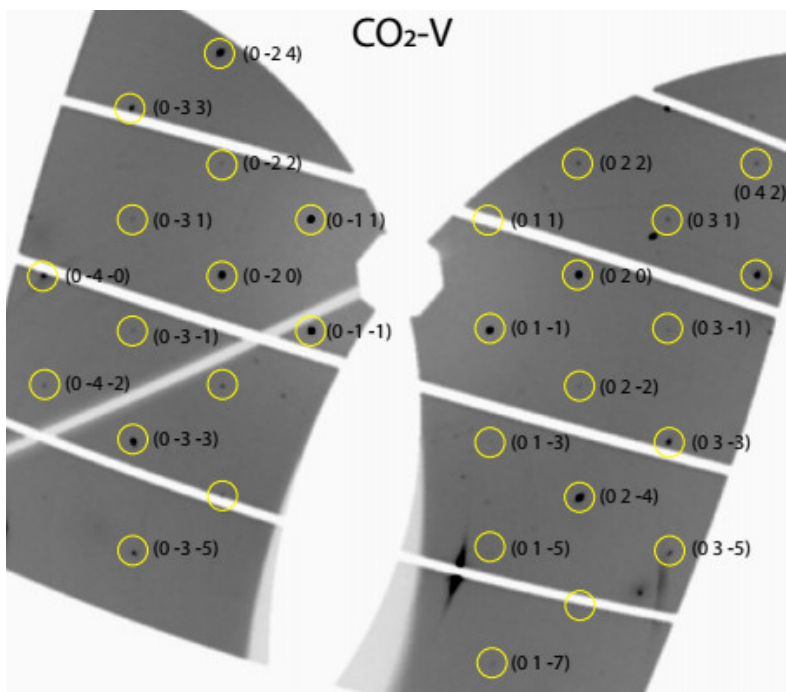 CO₂-V
(0 -2 4)
(0 -3 3)
(0 -2 2)
(0 2 2)
(0 4 2)
(0 -3 1)
(0 -1 1)
(0 1 1)
(0 3 1)
(0 -4 -0)
(0 -2 0)
(0 2 0)
(0 -3 -1)
(0 -1 -1)
(0 1 -1)
(0 3 -1)
(0 -4 -2)
(0 2 -2)
(0 -3 -3)
(0 1 -3)
(0 3 -3)
(0 2 -4)
(0 -3 -5)
(0 1 -5)
(0 3 -5)
(0 1 -7)